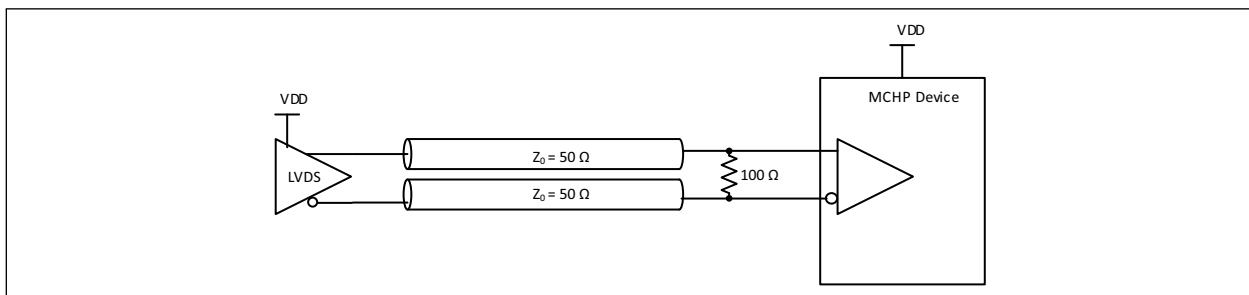 VDD
MCHP Device
VDD
LVDS
Z₀ = 50 Ω
Z₀ = 50 Ω
100 Ω